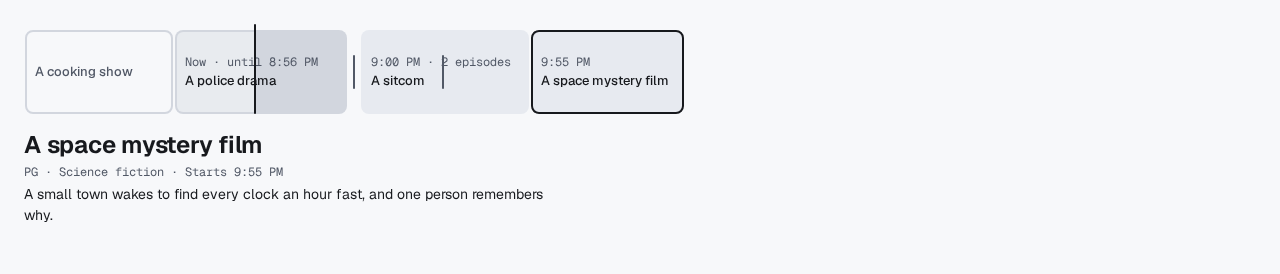 A cooking show
Now · until 8:56 PM
A police drama
9:00 PM · 2 episodes
A sitcom
9:55 PM
A space mystery film
A space mystery film
PG · Science fiction · Starts 9:55 PM
A small town wakes to find every clock an hour fast, and one person remembers
why.